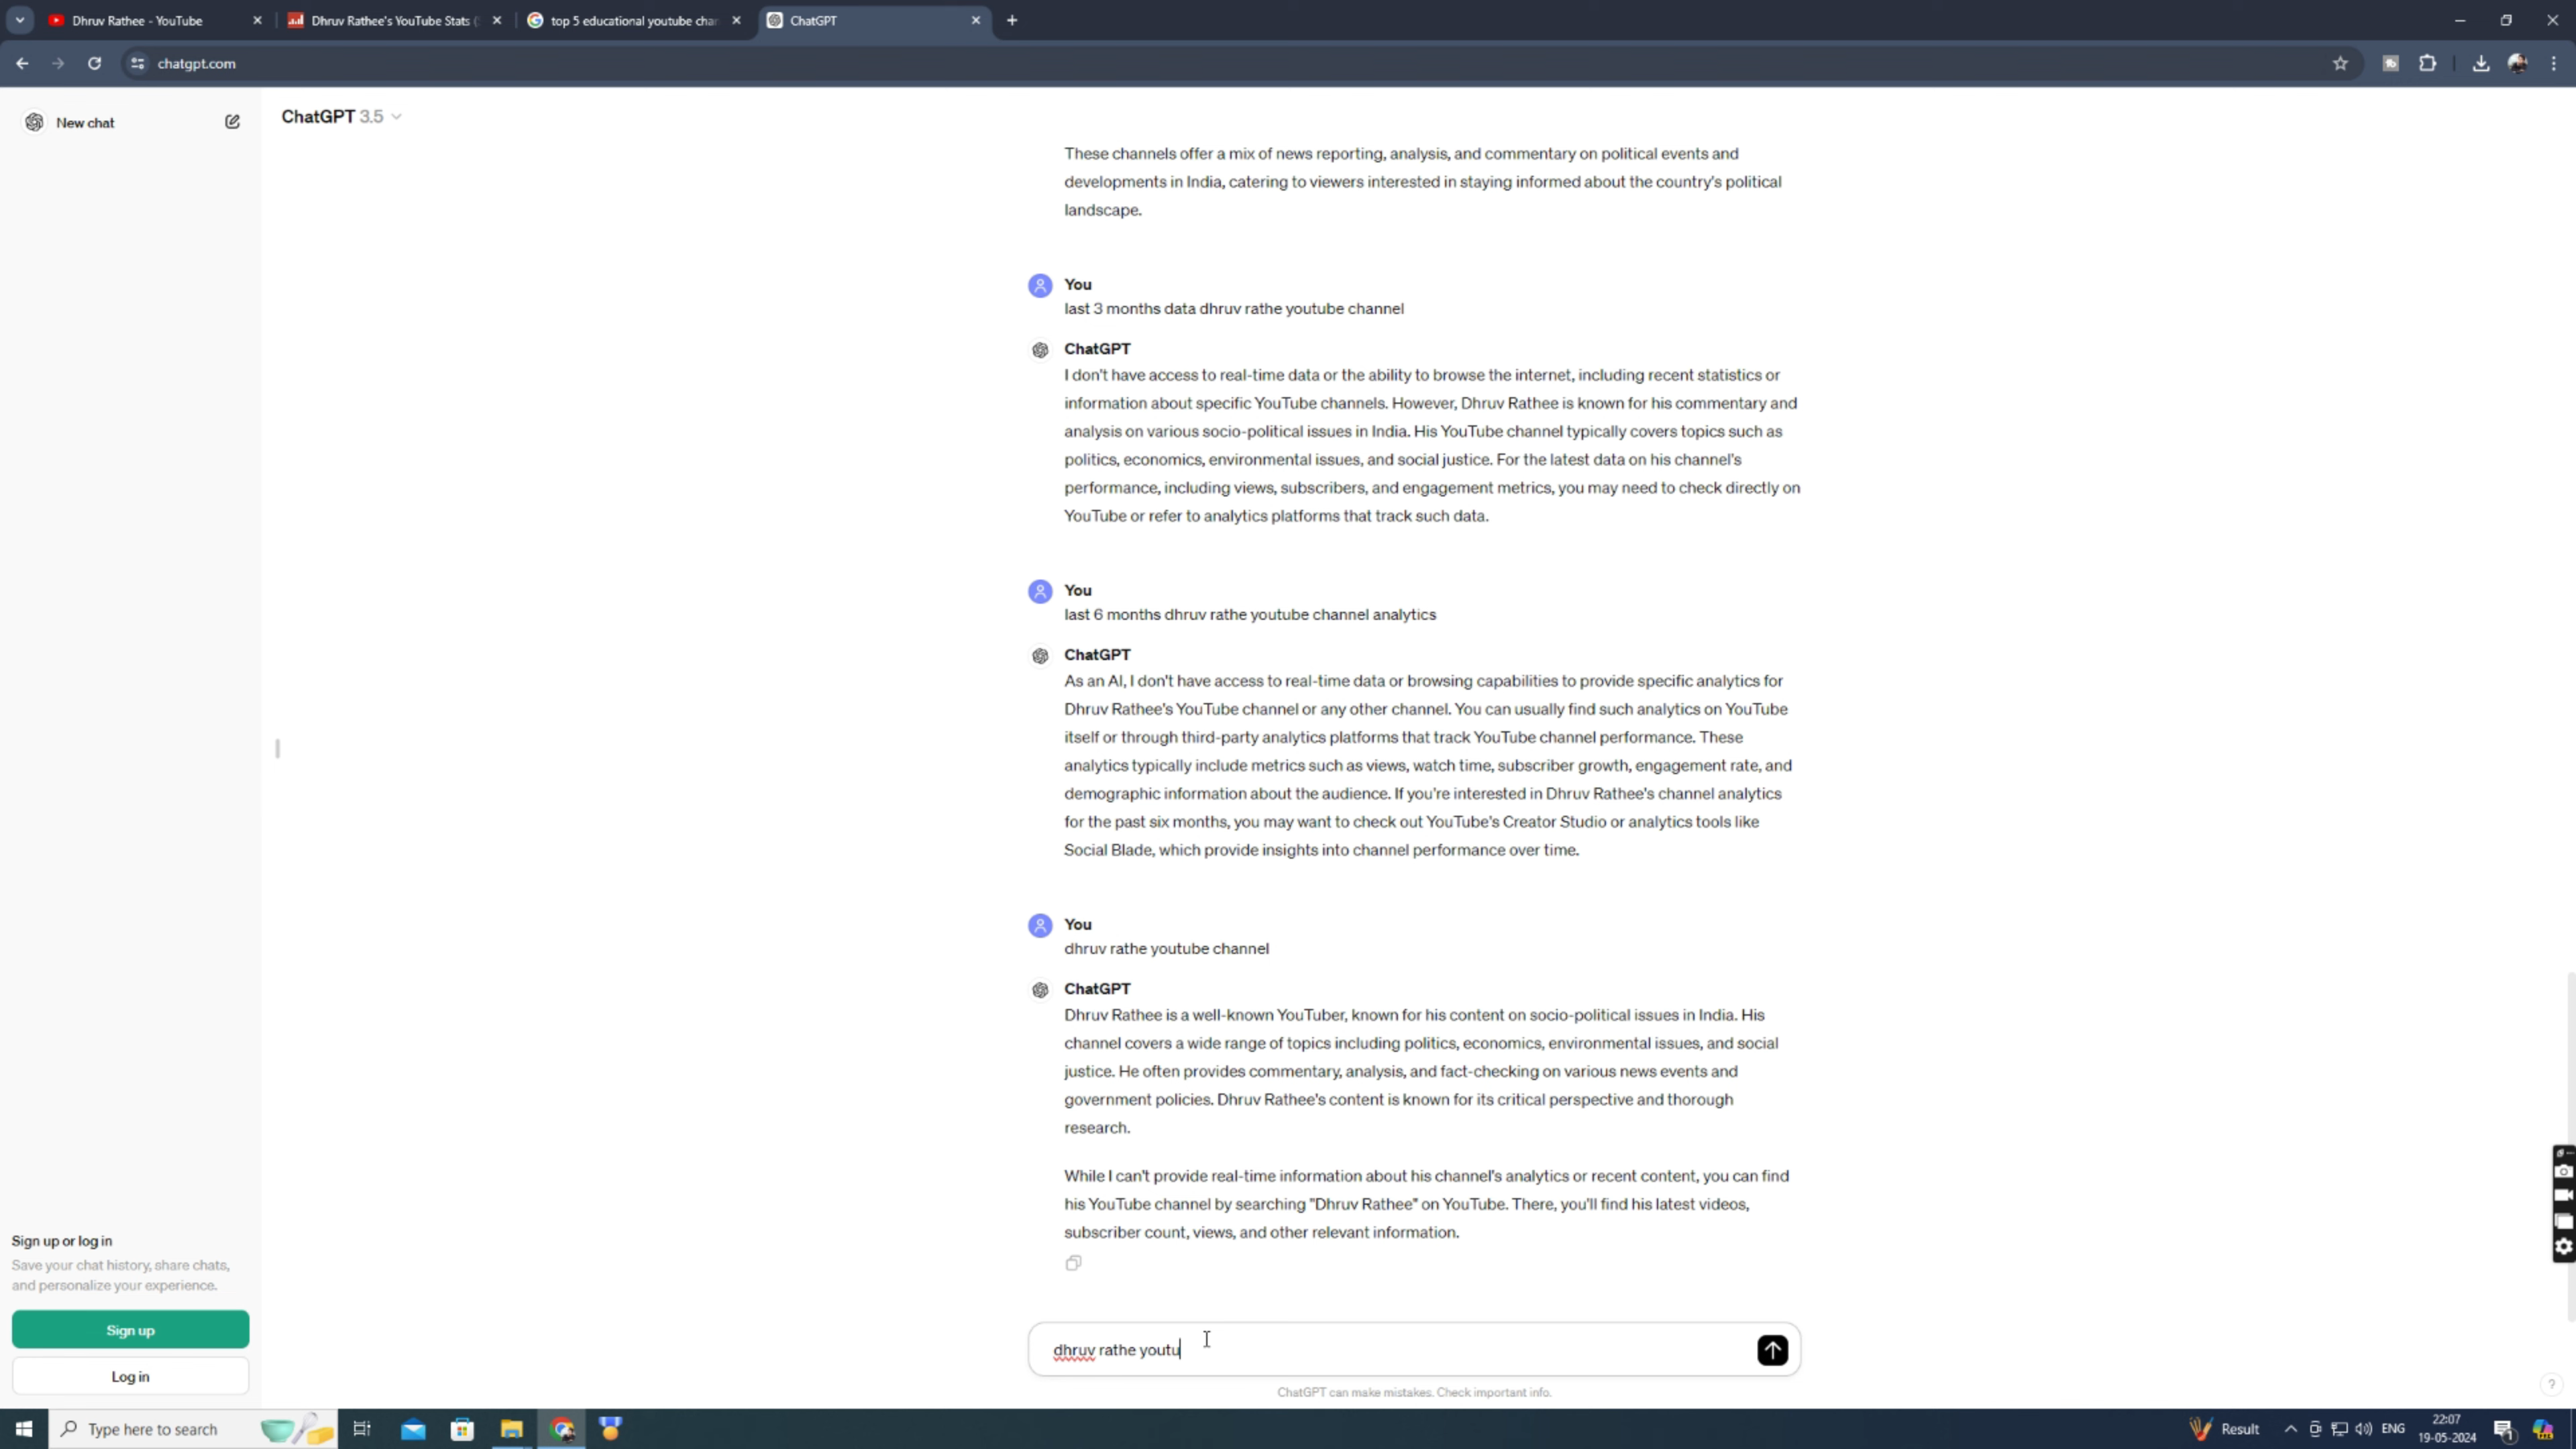 Dhruv Rathee - YouTube
Dhruv Rathee's YouTube Stats (
top 5 educational youtube chan
ChatGPT
chatgpt.com
New chat
ChatGPT 3.5
These channels offer a mix of news reporting, analysis, and commentary on political events and
developments in India, catering to viewers interested in staying informed about the country's political
landscape.
You
last 3 months data dhruv rathe youtube channel
ChatGPT
I don't have access to real-time data or the ability to browse the internet, including recent statistics or
information about specific YouTube channels. However, Dhruv Rathee is known for his commentary and
analysis on various socio-political issues in India. His YouTube channel typically covers topics such as
politics, economics, environmental issues, and social justice. For the latest data on his channel's
performance, including views, subscribers, and engagement metrics, you may need to check directly on
YouTube or refer to analytics platforms that track such data.
You
last 6 months dhruv rathe youtube channel analytics
ChatGPT
As an AI, I don't have access to real-time data or browsing capabilities to provide specific analytics for
Dhruv Rathee's YouTube channel or any other channel. You can usually find such analytics on YouTube
itself or through third-party analytics platforms that track YouTube channel performance. These
analytics typically include metrics such as views, watch time, subscriber growth, engagement rate, and
demographic information about the audience. If you're interested in Dhruv Rathee's channel analytics
for the past six months, you may want to check out YouTube's Creator Studio or analytics tools like
Social Blade, which provide insights into channel performance over time.
You
dhruv rathe youtube channel
ChatGPT
Dhruv Rathee is a well-known YouTuber, known for his content on socio-political issues in India. His
channel covers a wide range of topics including politics, economics, environmental issues, and social
justice. He often provides commentary, analysis, and fact-checking on various news events and
government policies. Dhruv Rathee's content is known for its critical perspective and thorough
research.
While I can't provide real-time information about his channel's analytics or recent content, you can find
his YouTube channel by searching "Dhruv Rathee" on YouTube. There, you'll find his latest videos,
subscriber count, views, and other relevant information.
Sign up or log in
Save your chat history, share chats,
and personalize your experience.
Sign up
Log in
dhruv rathe youtu
ChatGPT can make mistakes. Check important info.
?
Type here to search
Result
ENG
22:07
19-05-2024
1